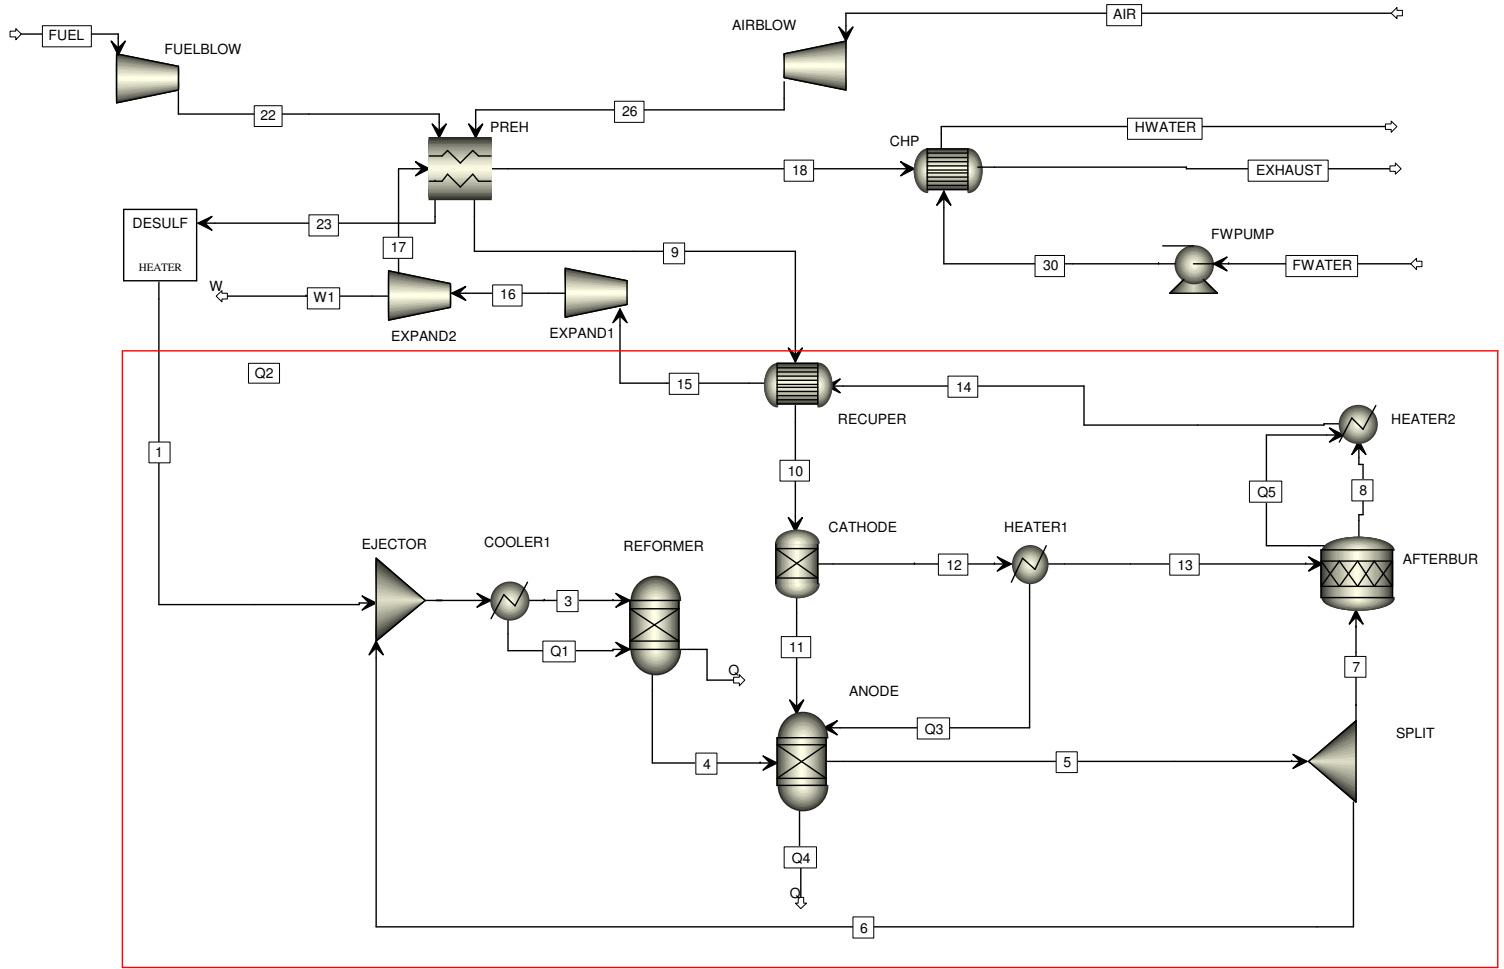 AIR
AIRBLOW
FUEL
FUELBLOW
22
26
PREH
HWATER
CHP
18
EXHAUST
DESULF
23
HEATER
17
9
FWPUMP
30
FWATER
W
W1
16
EXPAND2
EXPAND1
Q2
15
14
RECUPER
HEATER2
1
10
Q5
8
CATHODE
HEATER1
EJECTOR
COOLER1
REFORMER
12
13
AFTERBUR
3
Q1
11
Q
7
ANODE
Q3
SPLIT
4
5
Q4
Q
6